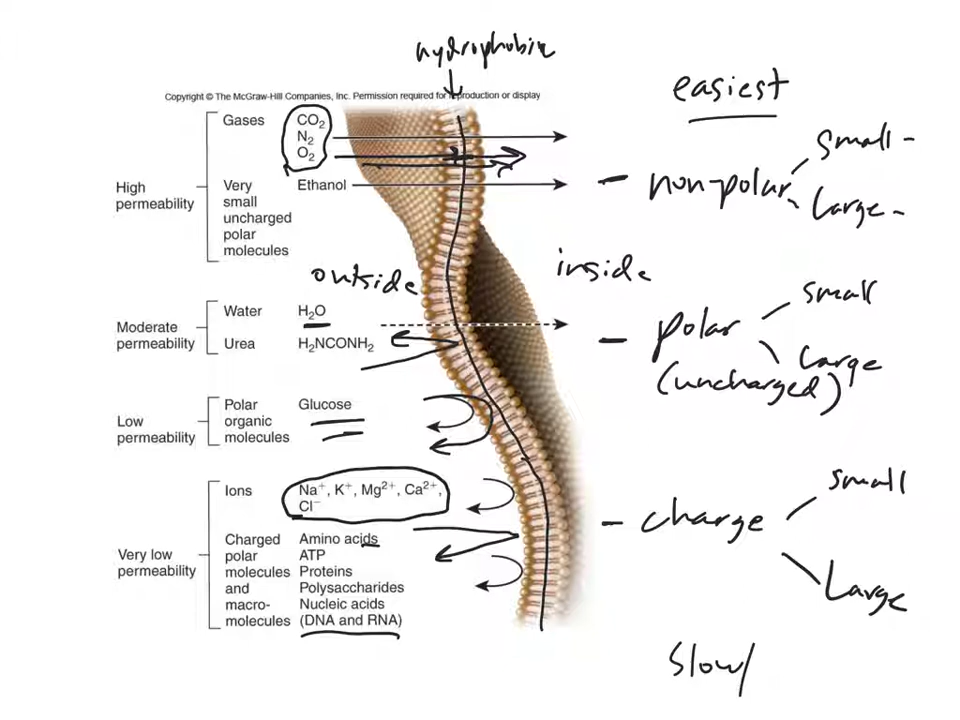 hydrophobic
Copyright © The McGraw-Hill Companies, Inc. Permission required for reproduction or display
easiest
Gases
CO₂
N₂
O₂
High
permeability
Very
small
uncharged
polar
molecules
Ethanol
- non-polar
small -
Large -
outside
inside
Moderate
permeability
Water
H₂O
Urea
H₂NCONH₂
- polar
(uncharged)
small
Large
Low
permeability
Polar
organic
molecules
Glucose
Very low
permeability
Ions
Na⁺, K⁺, Mg²⁺, Ca²⁺,
Cl⁻
Charged
polar
molecules
and
macro-
molecules
Amino acids
ATP
Proteins
Polysaccharides
Nucleic acids
(DNA and RNA)
- charge
small
Large
slow/